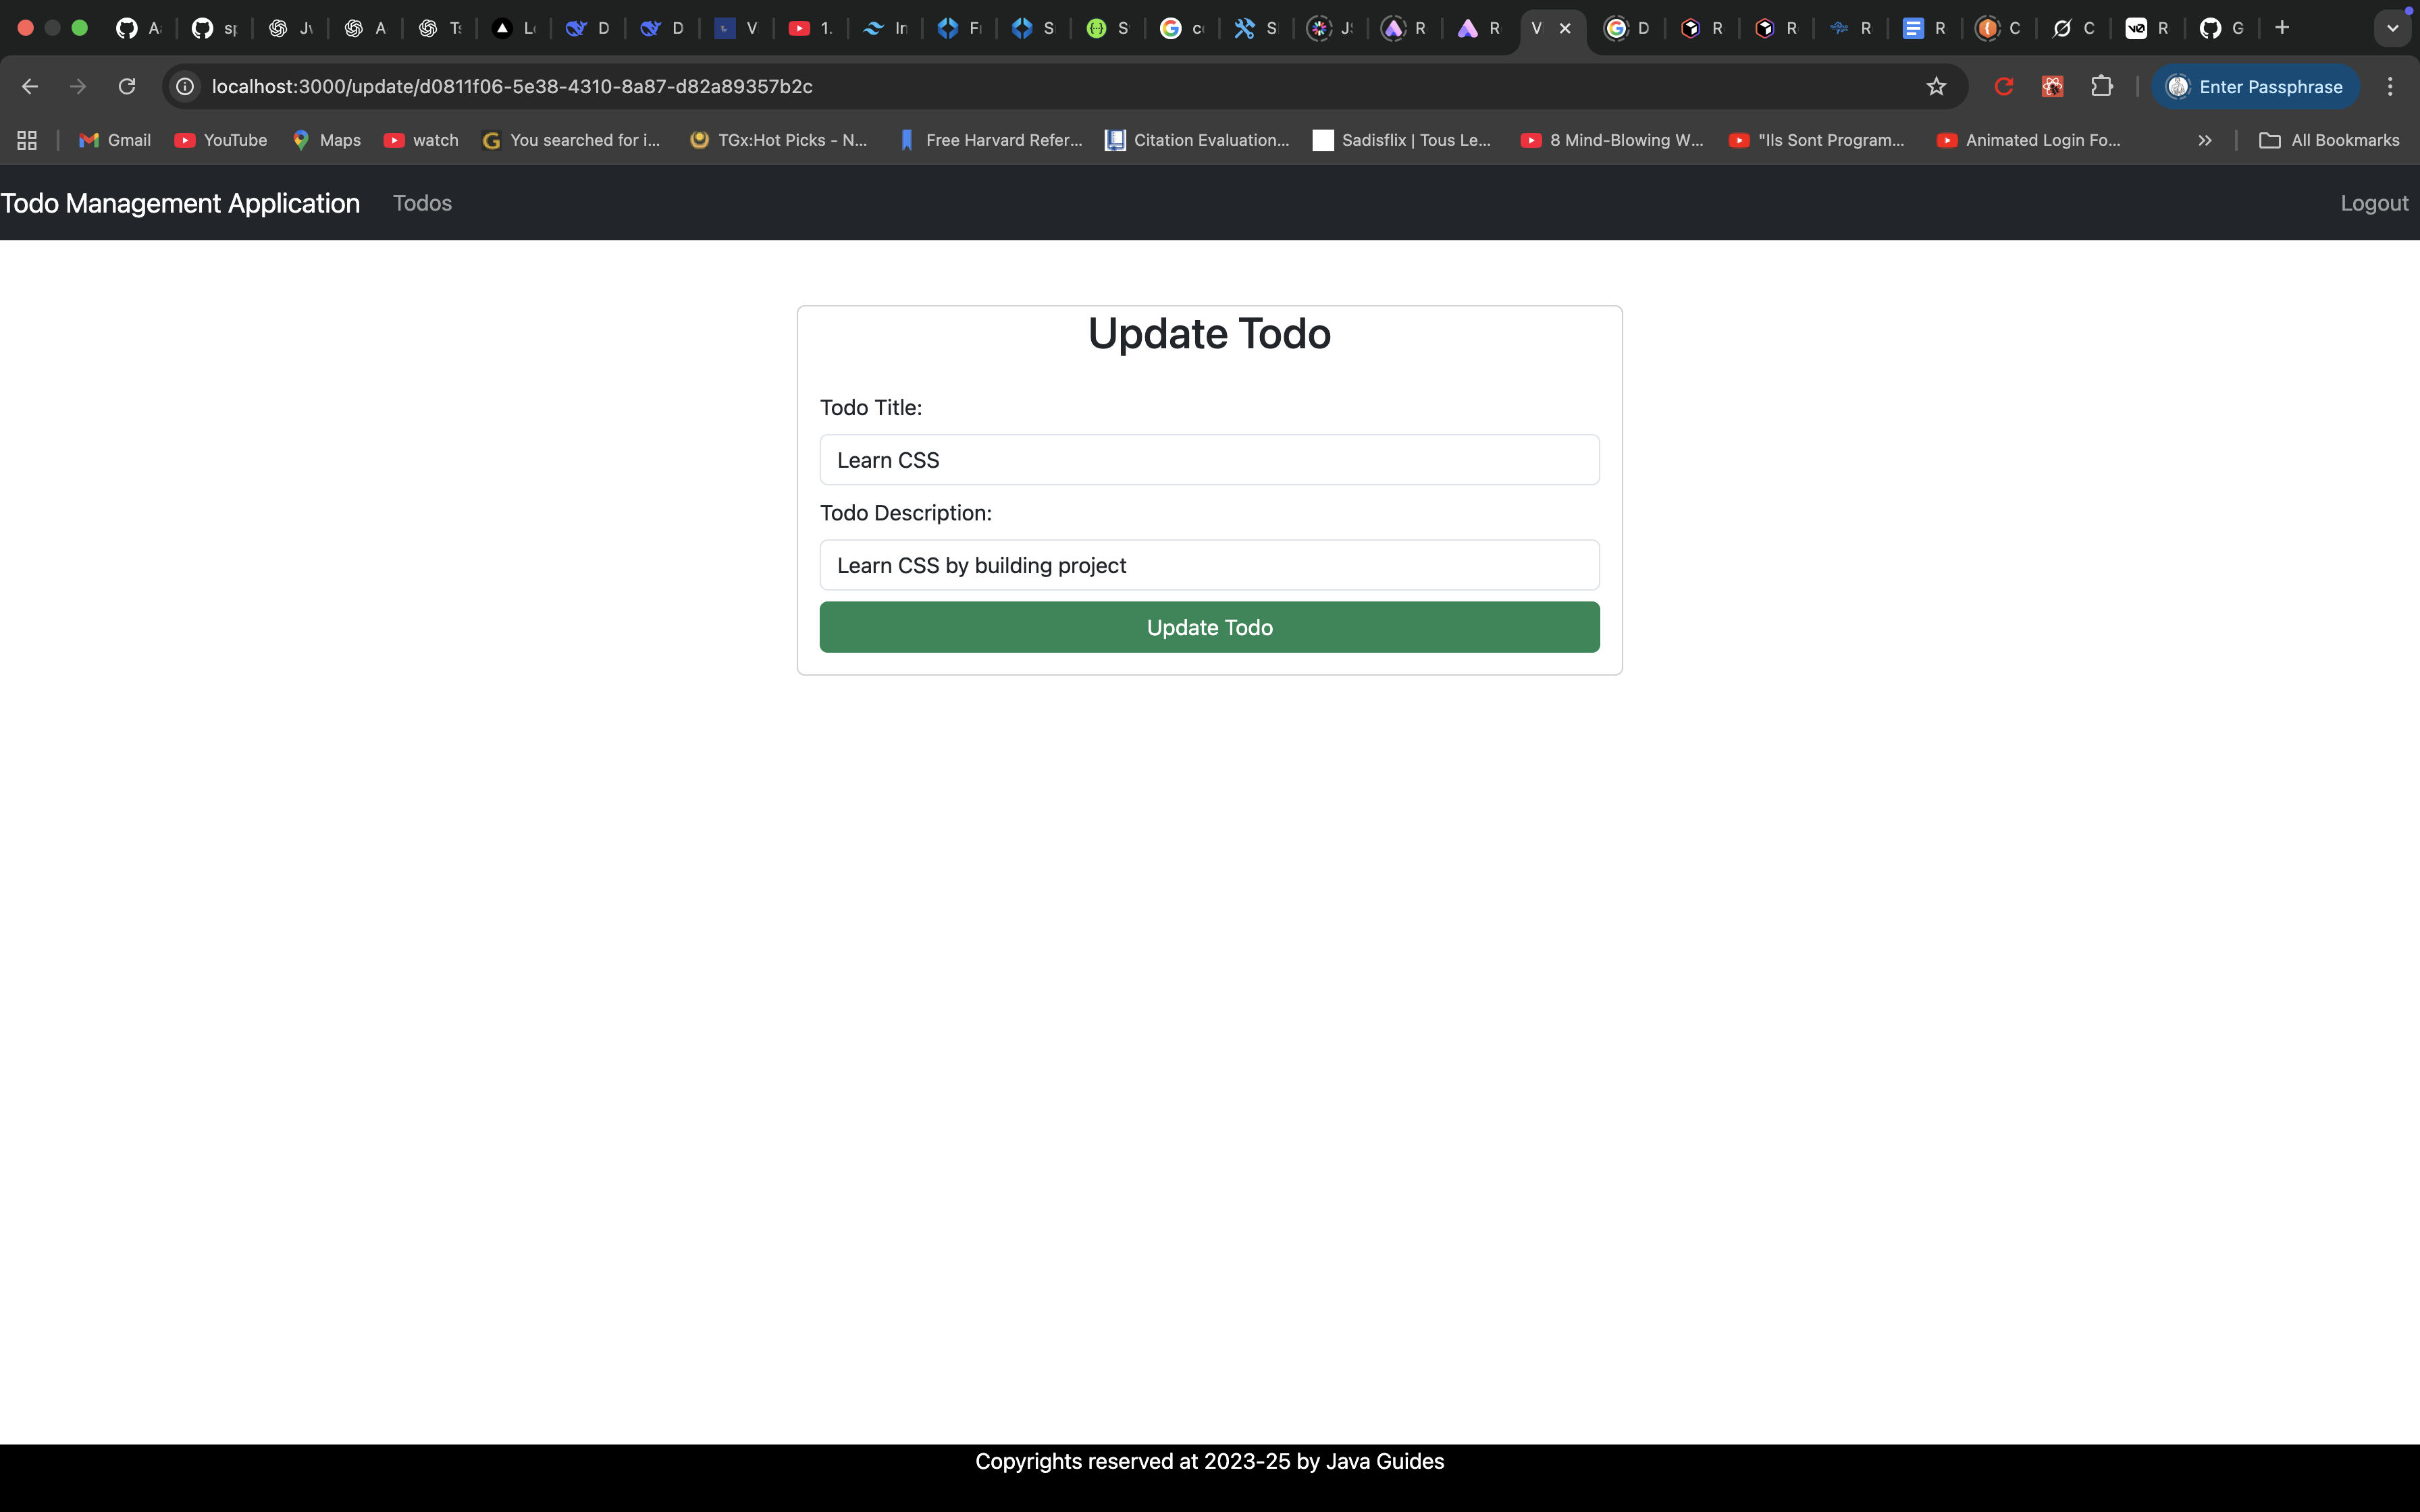 A S J A T L D D V 1. In F S S c S J R R V D R R R R C C R G
localhost:3000/update/d0811f06-5e38-4310-8a87-d82a89357b2c Enter Passphrase
Gmail YouTube Maps watch You searched for i... TGx:Hot Picks - N... Free Harvard Refer... Citation Evaluation... Sadisflix | Tous Le... 8 Mind-Blowing W... "Ils Sont Program... Animated Login Fo... All Bookmarks
Todo Management Application Todos Logout
Update Todo
Todo Title:
Learn CSS
Todo Description:
Learn CSS by building project
Update Todo
Copyrights reserved at 2023-25 by Java Guides